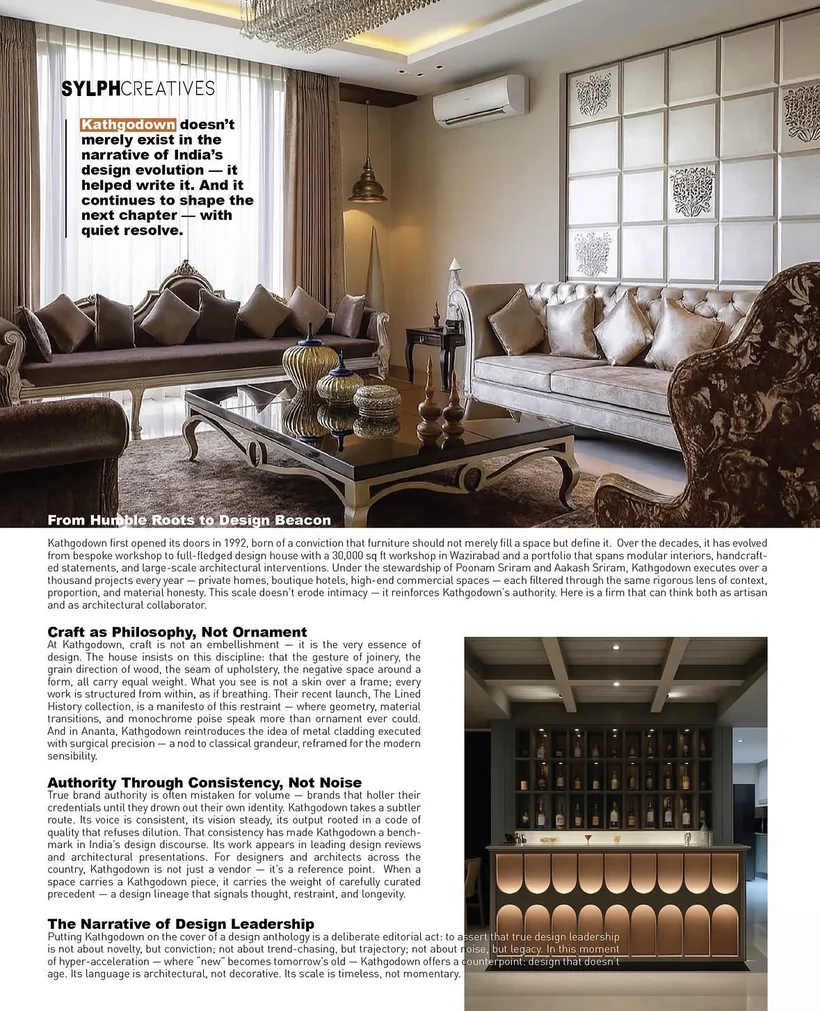 SYLPHCREATIVES
Kathgodown doesn't
merely exist in the
narrative of India's
design evolution — it
helped write it. And it
continues to shape the
next chapter — with
quiet resolve.
From Humble Roots to Design Beacon
Kathgodown first opened its doors in 1992, born of a conviction that furniture should not merely fill a space but define it. Over the decades, it has evolved
from bespoke workshop to full-fledged design house with a 30,000 sq ft workshop in Wazirabad and a portfolio that spans modular interiors, handcraft-
ed statements, and large-scale architectural interventions. Under the stewardship of Poonam Sriram and Aakash Sriram, Kathgodown executes over a
thousand projects every year — private homes, boutique hotels, high-end commercial spaces — each filtered through the same rigorous lens of context,
proportion, and material honesty. This scale doesn't erode intimacy — it reinforces Kathgodown's authority. Here is a firm that can think both as artisan
and as architectural collaborator.
Craft as Philosophy, Not Ornament
At Kathgodown, craft is not an embellishment — it is the very essence of
design. The house insists on this discipline: that the gesture of joinery, the
grain direction of wood, the seam of upholstery, the negative space around a
form, all carry equal weight. What you see is not a skin over a frame; every
work is structured from within, as if breathing. Their recent launch, The Lined
History collection, is a manifesto of this restraint — where geometry, material
transitions, and monochrome poise speak more than ornament ever could.
And in Ananta, Kathgodown reintroduces the idea of metal cladding executed
with surgical precision — a nod to classical grandeur, reframed for the modern
sensibility.
Authority Through Consistency, Not Noise
True brand authority is often mistaken for volume — brands that holler their
credentials until they drown out their own identity. Kathgodown takes a subtler
route. Its voice is consistent, its vision steady, its output rooted in a code of
quality that refuses dilution. That consistency has made Kathgodown a bench-
mark in India's design discourse. Its work appears in leading design reviews
and architectural presentations. For designers and architects across the
country, Kathgodown is not just a vendor — it's a reference point. When a
space carries a Kathgodown piece, it carries the weight of carefully curated
precedent — a design lineage that signals thought, restraint, and longevity.
The Narrative of Design Leadership
Putting Kathgodown on the cover of a design anthology is a deliberate editorial act: to assert that true design leadership
is not about novelty, but conviction; not about trend-chasing, but trajectory; not about noise, but legacy. In this moment
of hyper-acceleration — where "new" becomes tomorrow's old — Kathgodown offers a counterpoint: design that doesn't
age. Its language is architectural, not decorative. Its scale is timeless, not momentary.